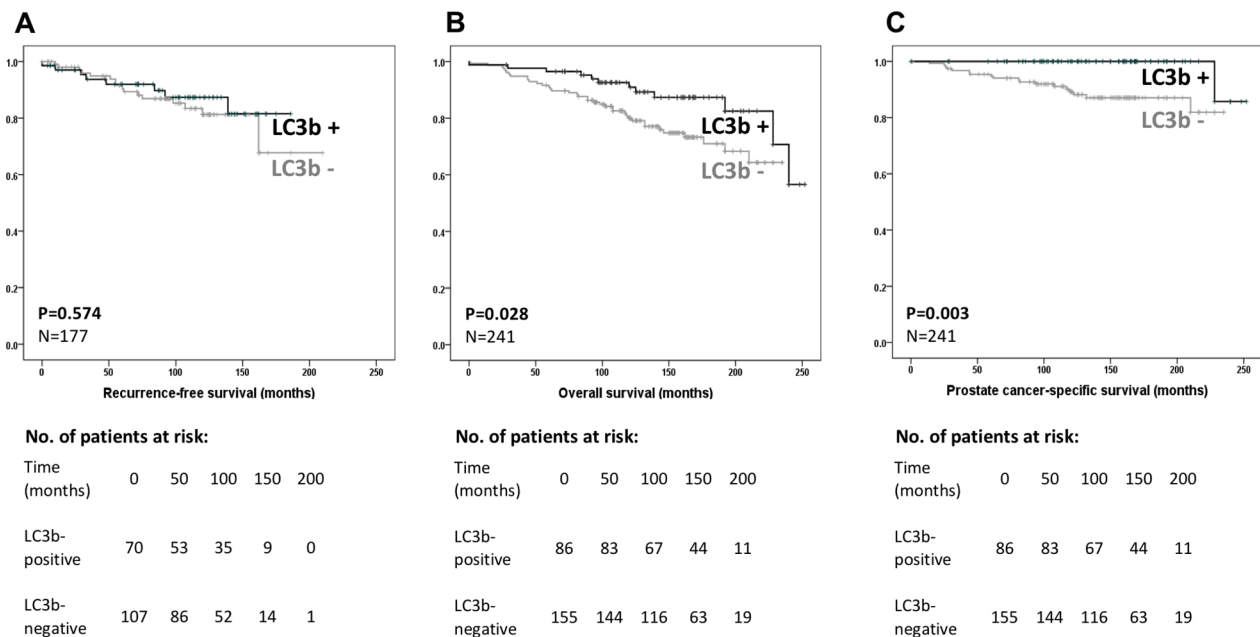 A
1.0
0.8
0.6
0.4
0.2
0.0
LC3b +
LC3b -
P=0.574
N=177
0 50 100 150 200 250
Recurrence-free survival (months)
No. of patients at risk:
Time
(months) 0 50 100 150 200
LC3b-
positive 70 53 35 9 0
LC3b-
negative 107 86 52 14 1
B
1.0
0.8
0.6
0.4
0.2
0.0
LC3b +
LC3b -
P=0.028
N=241
0 50 100 150 200 250
Overall survival (months)
No. of patients at risk:
Time
(months) 0 50 100 150 200
LC3b-
positive 86 83 67 44 11
LC3b-
negative 155 144 116 63 19
C
1.0
0.8
0.6
0.4
0.2
0.0
LC3b +
LC3b -
P=0.003
N=241
0 50 100 150 200 250
Prostate cancer-specific survival (months)
No. of patients at risk:
Time
(months) 0 50 100 150 200
LC3b-
positive 86 83 67 44 11
LC3b-
negative 155 144 116 63 19